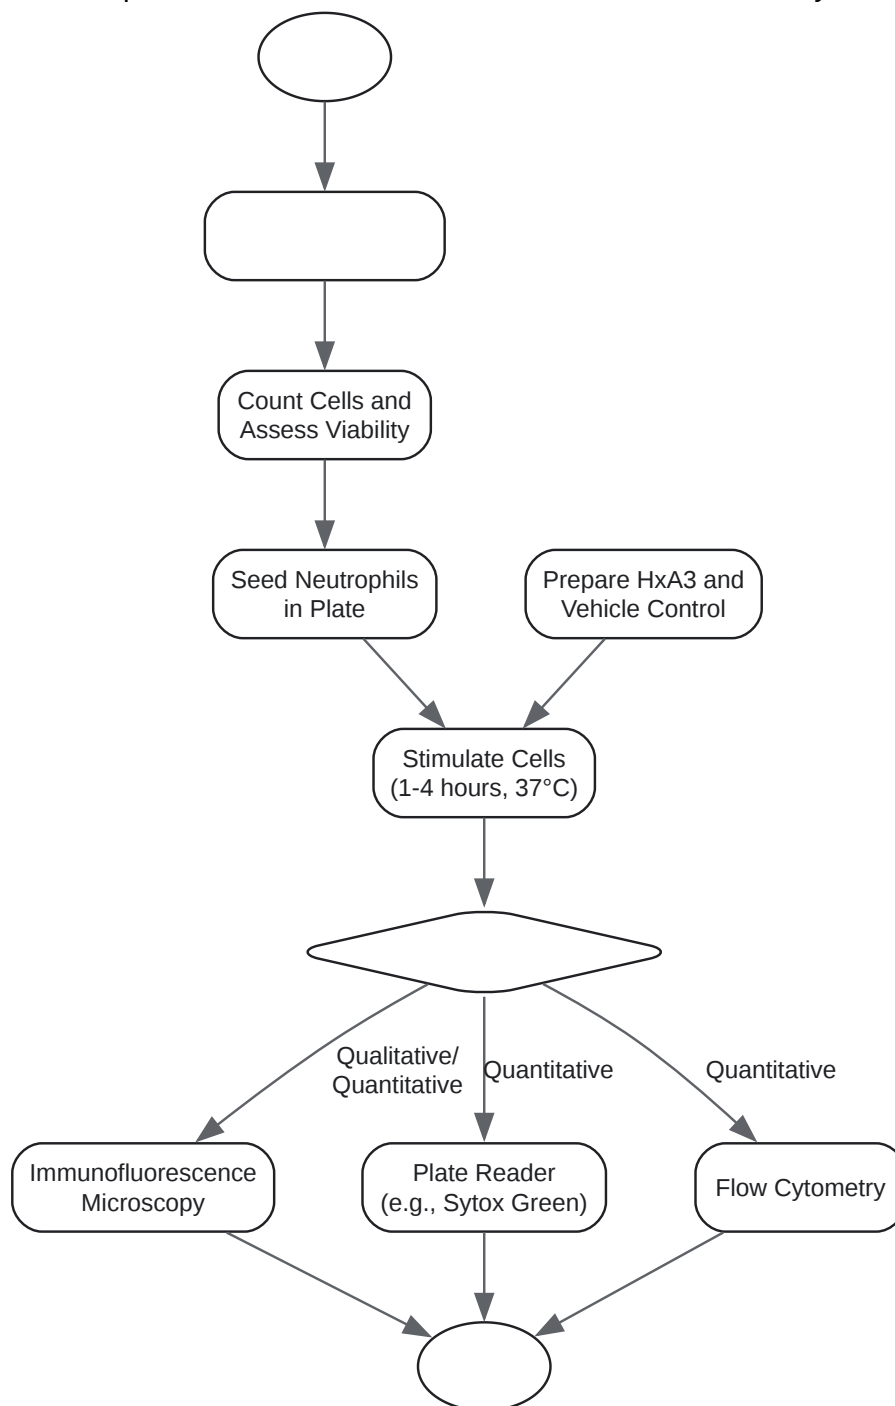 Count Cells and
Assess Viability
Seed Neutrophils
in Plate
Prepare HxA3 and
Vehicle Control
Stimulate Cells
(1-4 hours, 37°C)
Qualitative/
Quantitative
Quantitative
Quantitative
Immunofluorescence
Microscopy
Plate Reader
(e.g., Sytox Green)
Flow Cytometry